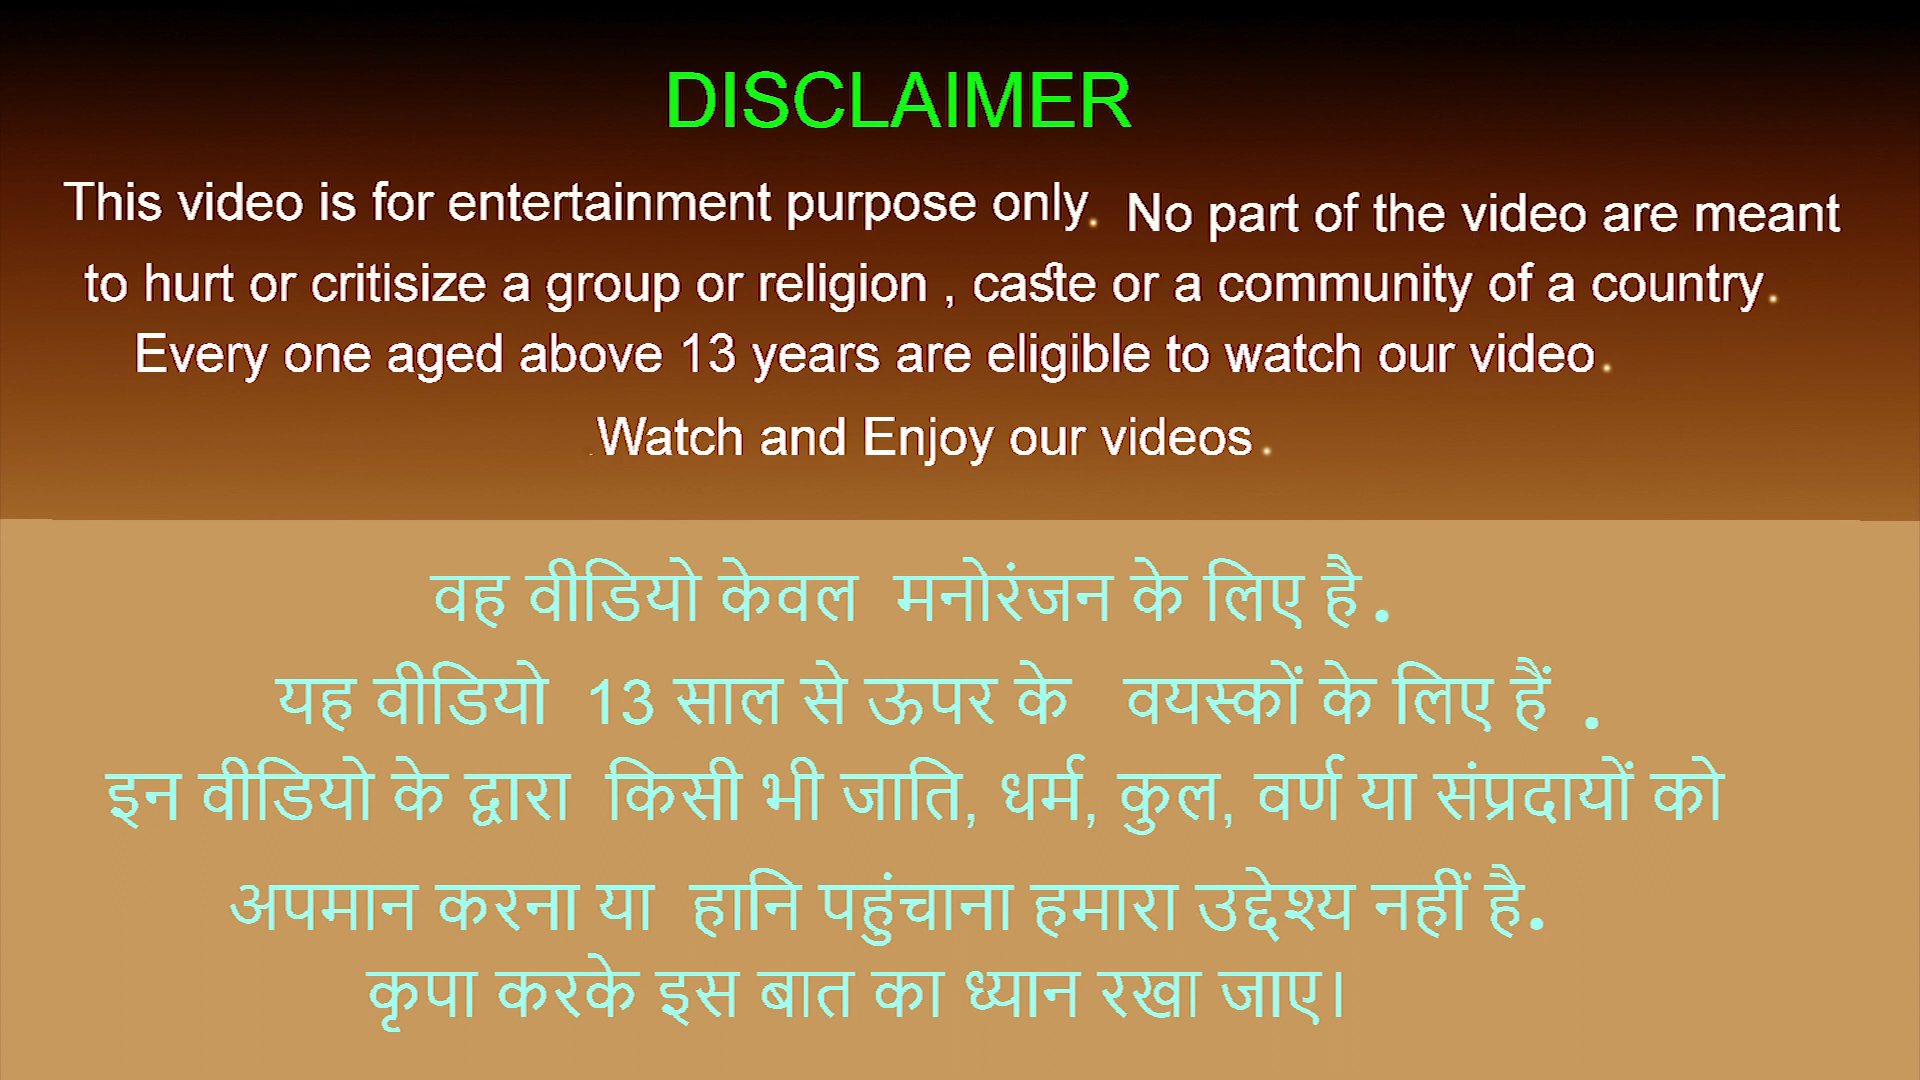 DISCLAIMER
This video is for entertainment purpose only. No part of the video are meant
to hurt or critisize a group or religion , caste or a community of a country.
Every one aged above 13 years are eligible to watch our video.
Watch and Enjoy our videos.
वह वीडियो केवल मनोरंजन के लिए है.
यह वीडियो 13 साल से ऊपर के वयस्कों के लिए हैं .
इन वीडियो के द्वारा किसी भी जाति, धर्म, कुल, वर्ण या संप्रदायों को
अपमान करना या हानि पहुंचाना हमारा उद्देश्य नहीं है.
कृपा करके इस बात का ध्यान रखा जाए।